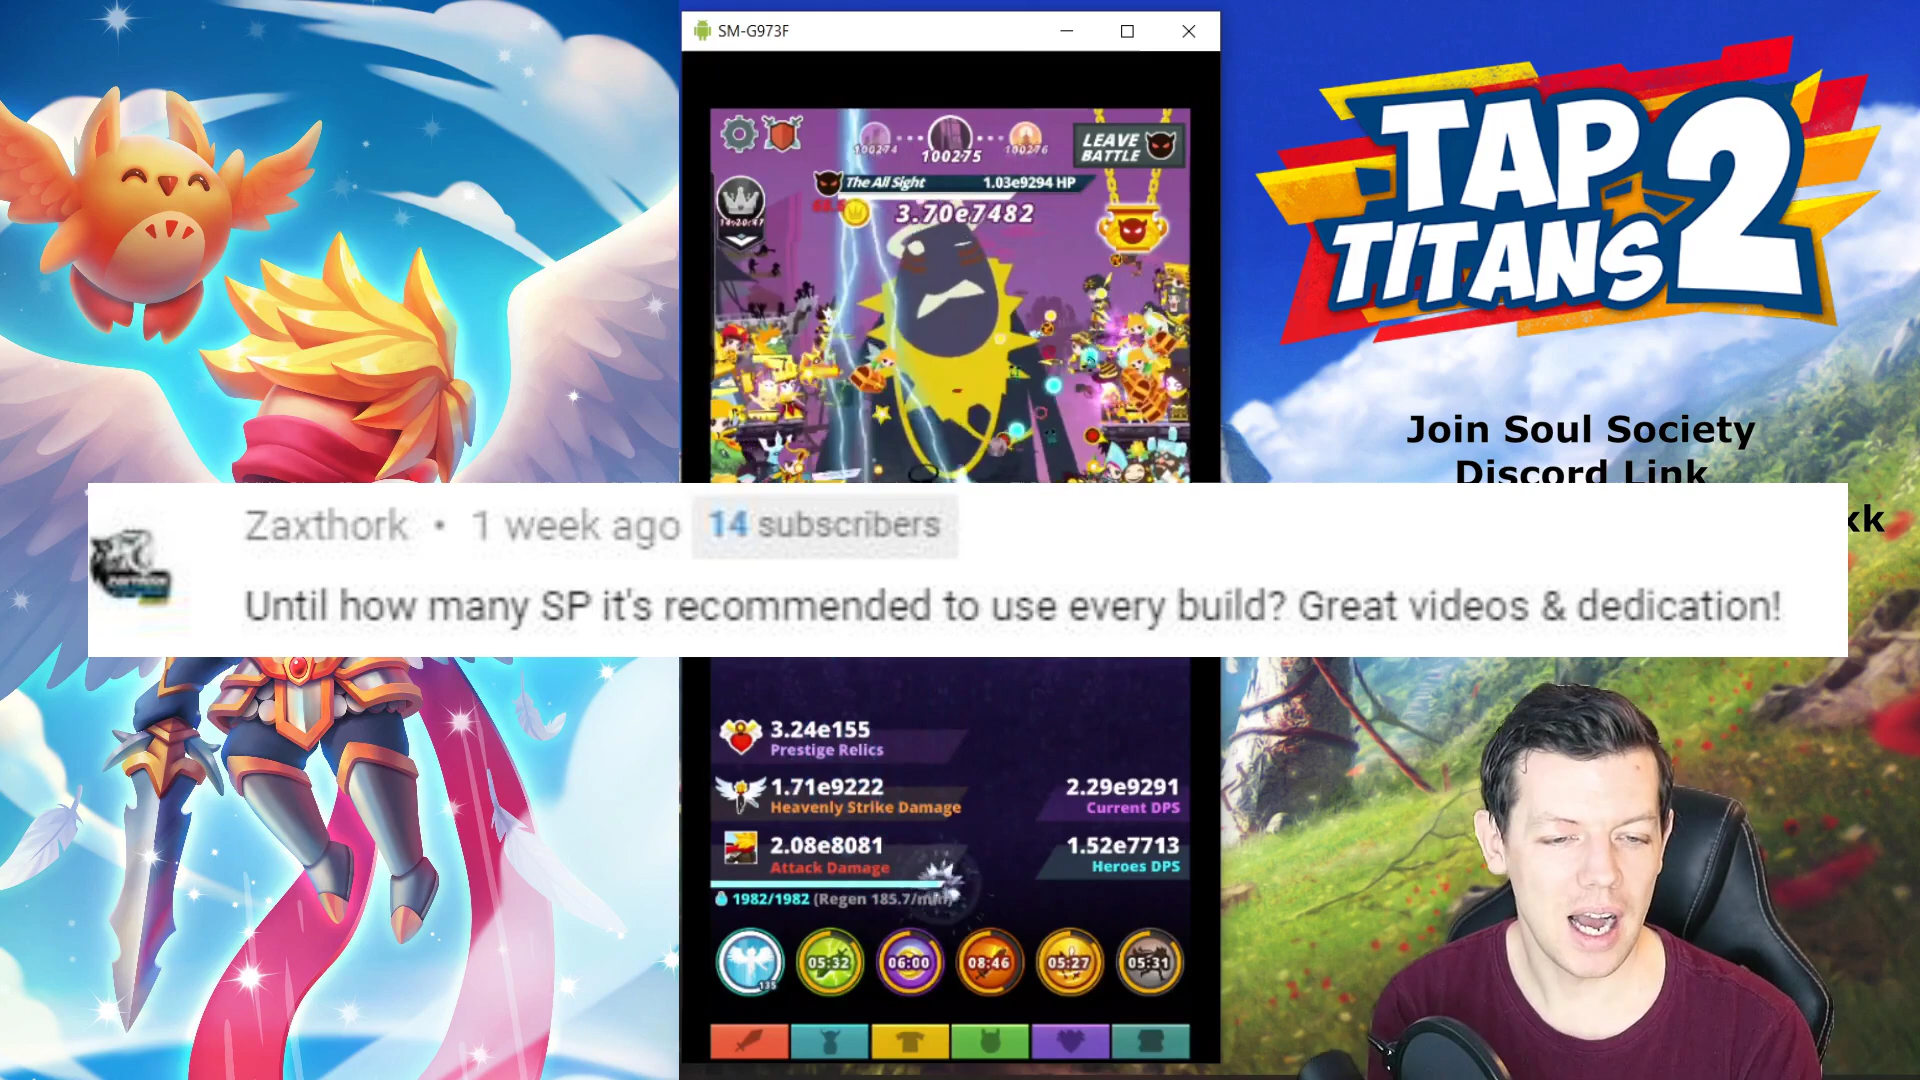 SM-G973F
100274
100275
100276
LEAVE
BATTLE
The All Sight
1.03e9294 HP
3.70e7482
TAP
TITANS 2
Join Soul Society
Discord Link
xk
Zaxthork • 1 week ago 14 subscribers
Until how many SP it's recommended to use every build? Great videos & dedication!
3.24e155
Prestige Relics
1.71e9222
Heavenly Strike Damage
2.29e9291
Current DPS
2.08e8081
Attack Damage
1.52e7713
Heroes DPS
1982/1982 (Regen 185.7/min)
135
05:32
06:00
08:46
05:27
05:31